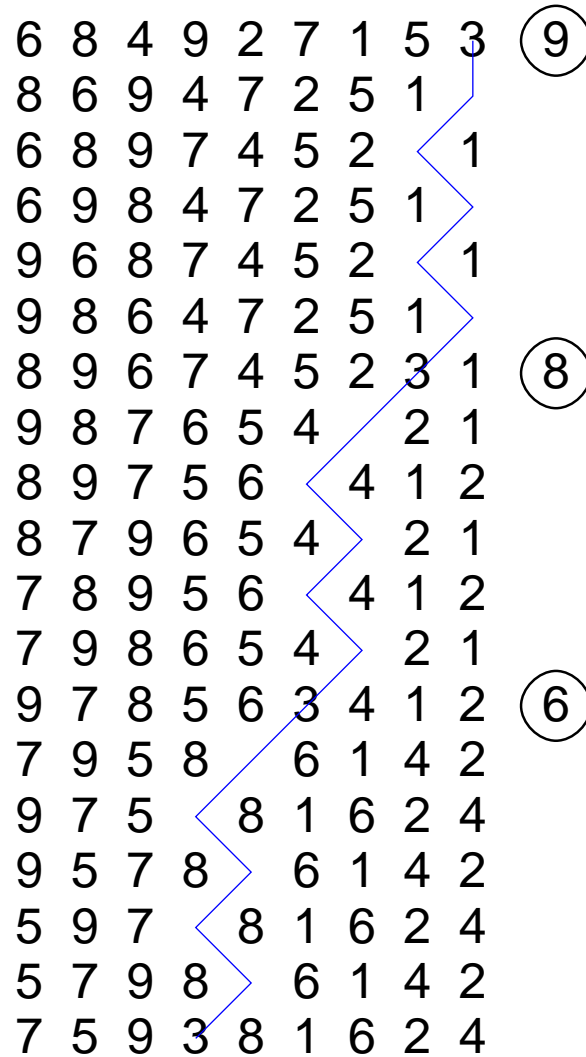 6 8 4 9 2 7 1 5 3 9
8 6 9 4 7 2 5 1
6 8 9 7 4 5 2 1
6 9 8 4 7 2 5 1
9 6 8 7 4 5 2 1
9 8 6 4 7 2 5 1
8 9 6 7 4 5 2 3 1 8
9 8 7 6 5 4 2 1
8 9 7 5 6 4 1 2
8 7 9 6 5 4 2 1
7 8 9 5 6 4 1 2
7 9 8 6 5 4 2 1
9 7 8 5 6 3 4 1 2 6
7 9 5 8 6 1 4 2
9 7 5 8 1 6 2 4
9 5 7 8 6 1 4 2
5 9 7 8 1 6 2 4
5 7 9 8 6 1 4 2
7 5 9 3 8 1 6 2 4